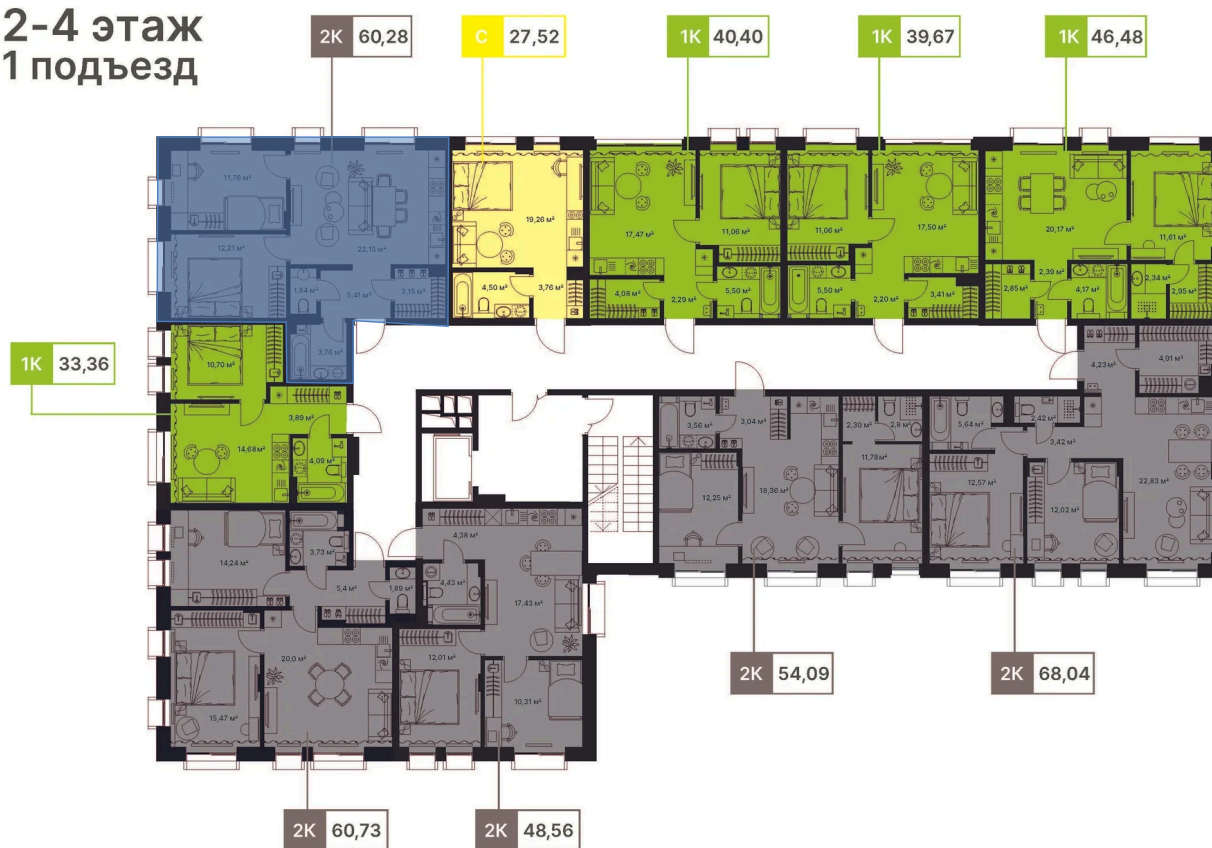 2-4 этаж
1 подъезд
2К 60,28
С 27,52
1К 40,40
1К 39,67
1К 46,48
11,76 м²
12,21 м²
22,15 м²
1,84 м²
5,41 м²
3,15 м²
3,76 м²
19,26 м²
4,50 м²
3,76 м²
17,47 м²
11,06 м²
4,08 м²
2,29 м²
5,50 м²
11,06 м²
17,50 м²
5,50 м²
2,20 м²
3,41 м²
20,17 м²
11,61 м²
2,85 м²
2,39 м²
4,17 м²
2,34 м²
2,95 м²
1К 33,36
10,70 м²
3,89 м²
14,68 м²
4,09 м²
4,23 м²
4,91 м²
3,56 м²
3,04 м²
2,30 м²
2,8 м²
5,64 м²
2,42 м²
3,42 м²
12,25 м²
18,36 м²
11,78 м²
12,57 м²
12,02 м²
22,83 м²
14,24 м²
3,73 м²
5,4 м²
1,89 м²
4,38 м²
4,43 м²
17,43 м²
15,47 м²
20,0 м²
12,01 м²
10,31 м²
2К 54,09
2К 68,04
2К 60,73
2К 48,56